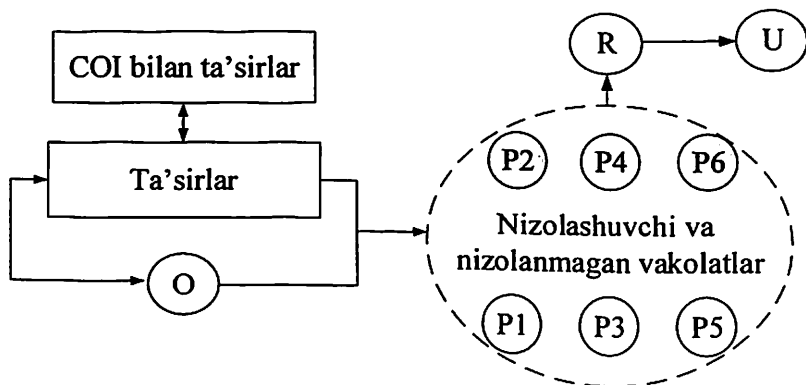 R
U
COI bilan ta'sirlar
Ta'sirlar
O
P2 P4 P6
Nizolashuvchi va
nizolanmagan vakolatlar
P1 P3 P5